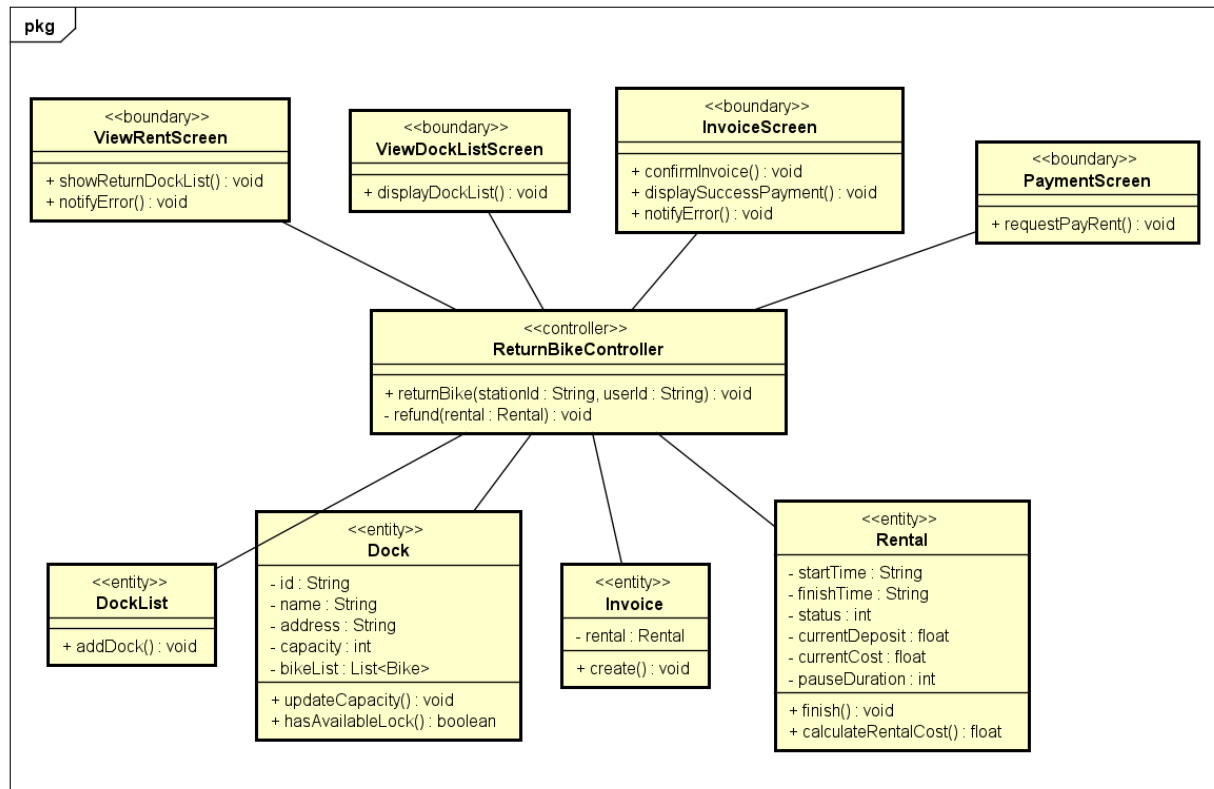 pkg
<<boundary>>
ViewRentScreen
+ showReturnDockList() : void
+ notifyError() : void
<<boundary>>
ViewDockListScreen
+ displayDockList() : void
<<boundary>>
InvoiceScreen
+ confirmInvoice() : void
+ displaySuccessPayment() : void
+ notifyError() : void
<<boundary>>
PaymentScreen
+ requestPayRent() : void
<<controller>>
ReturnBikeController
+ returnBike(stationId : String, userId : String) : void
- refund(rental : Rental) : void
<<entity>>
DockList
+ addDock() : void
<<entity>>
Dock
- id : String
- name : String
- address : String
- capacity : int
- bikeList : List<Bike>
+ updateCapacity() : void
+ hasAvailableLock() : boolean
<<entity>>
Invoice
- rental : Rental
+ create() : void
<<entity>>
Rental
- startTime : String
- finishTime : String
- status : int
- currentDeposit : float
- currentCost : float
- pauseDuration : int
+ finish() : void
+ calculateRentalCost() : float